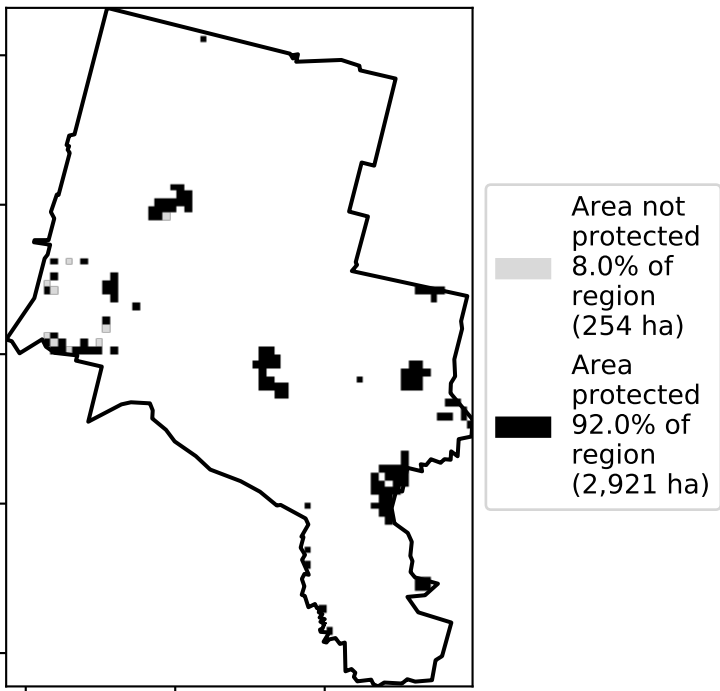 Area not
protected
8.0% of
region
(254 ha)
Area
protected
92.0% of
region
(2,921 ha)